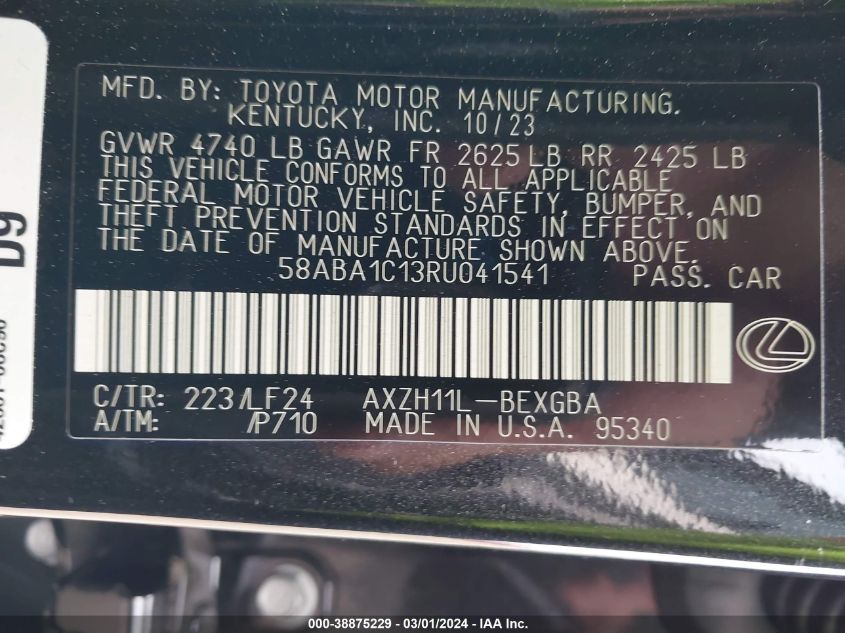 MFD. BY: TOYOTA MOTOR MANUFACTURING.
KENTUCKY, INC. 10/23
GVWR 4740 LB GAWR FR 2625 LB RR 2425 LB
THIS VEHICLE CONFORMS TO ALL APPLICABLE
FEDERAL MOTOR VEHICLE SAFETY, BUMPER, AND
THEFT PREVENTION STANDARDS IN EFFECT ON
THE DATE OF MANUFACTURE SHOWN ABOVE.
58ABA1C13RU041541 PASS. CAR
C/TR: 223/LF24 AXZH11L-BEXGBA
A/TM: /P710 MADE IN U.S.A. 95340
D9
000-38875229 - 03/01/2024 - IAA Inc.